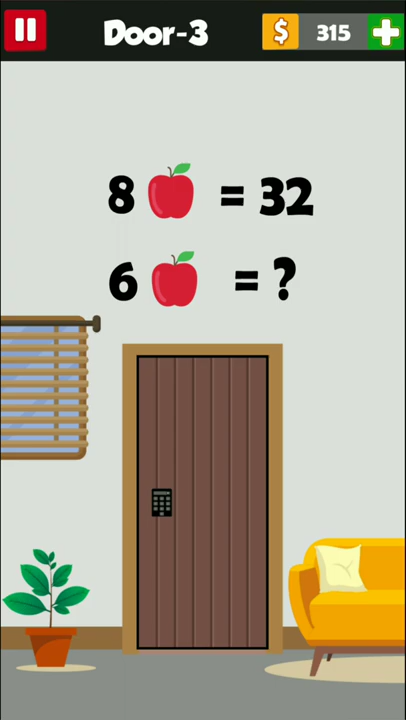 Door-3
$ 315 +
8 = 32
6 = ?